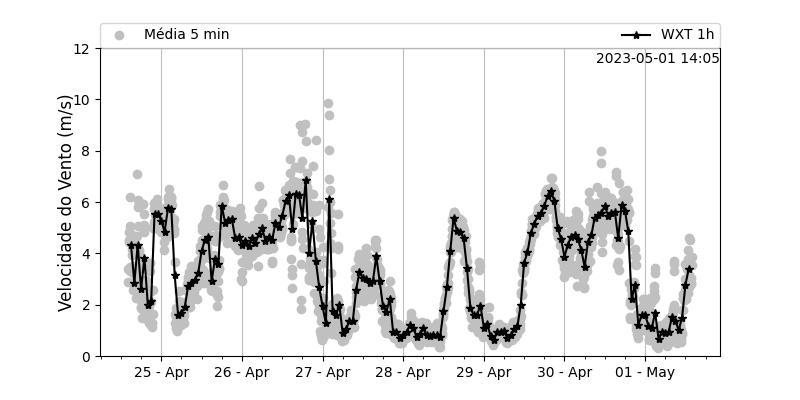 Média 5 min
WXT 1h
2023-05-01 14:05
Velocidade do Vento (m/s)
12
10
8
6
4
2
0
25 - Apr
26 - Apr
27 - Apr
28 - Apr
29 - Apr
30 - Apr
01 - May